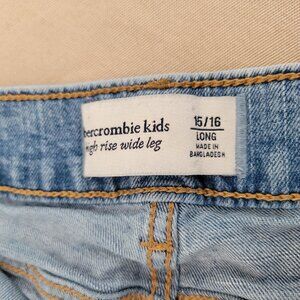 abercrombie kids
high rise wide leg
15/16
LONG
MADE IN
BANGLADESH